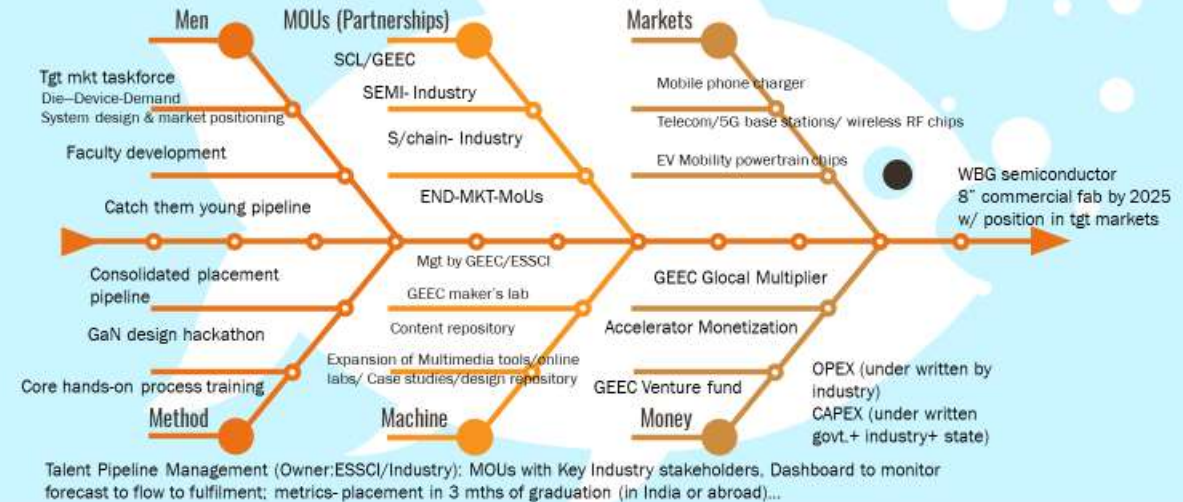 Men
MOUs (Partnerships)
Markets
Tgt mkt taskforce
Die—Device-Demand
System design & market positioning
Faculty development
Catch them young pipeline
SCL/GEEC
SEMI- Industry
S/chain- Industry
END-MKT-MoUs
Mobile phone charger
Telecom/5G base stations/ wireless RF chips
EV Mobility powertrain chips
WBG semiconductor
8” commercial fab by 2025
w/ position in tgt markets
Consolidated placement
pipeline
GaN design hackathon
Core hands-on process training
Method
Mgt by GEEC/ESSCI
GEEC maker’s lab
Content repository
Expansion of Multimedia tools/online
labs/ Case studies/design repository
Machine
GEEC Glocal Multiplier
Accelerator Monetization
GEEC Venture fund
Money
OPEX (under written by
industry)
CAPEX (under written
govt.+ industry+ state)
Talent Pipeline Management (Owner:ESSCI/Industry): MOUs with Key Industry stakeholders, Dashboard to monitor
forecast to flow to fulfilment; metrics- placement in 3 mths of graduation (in India or abroad)...